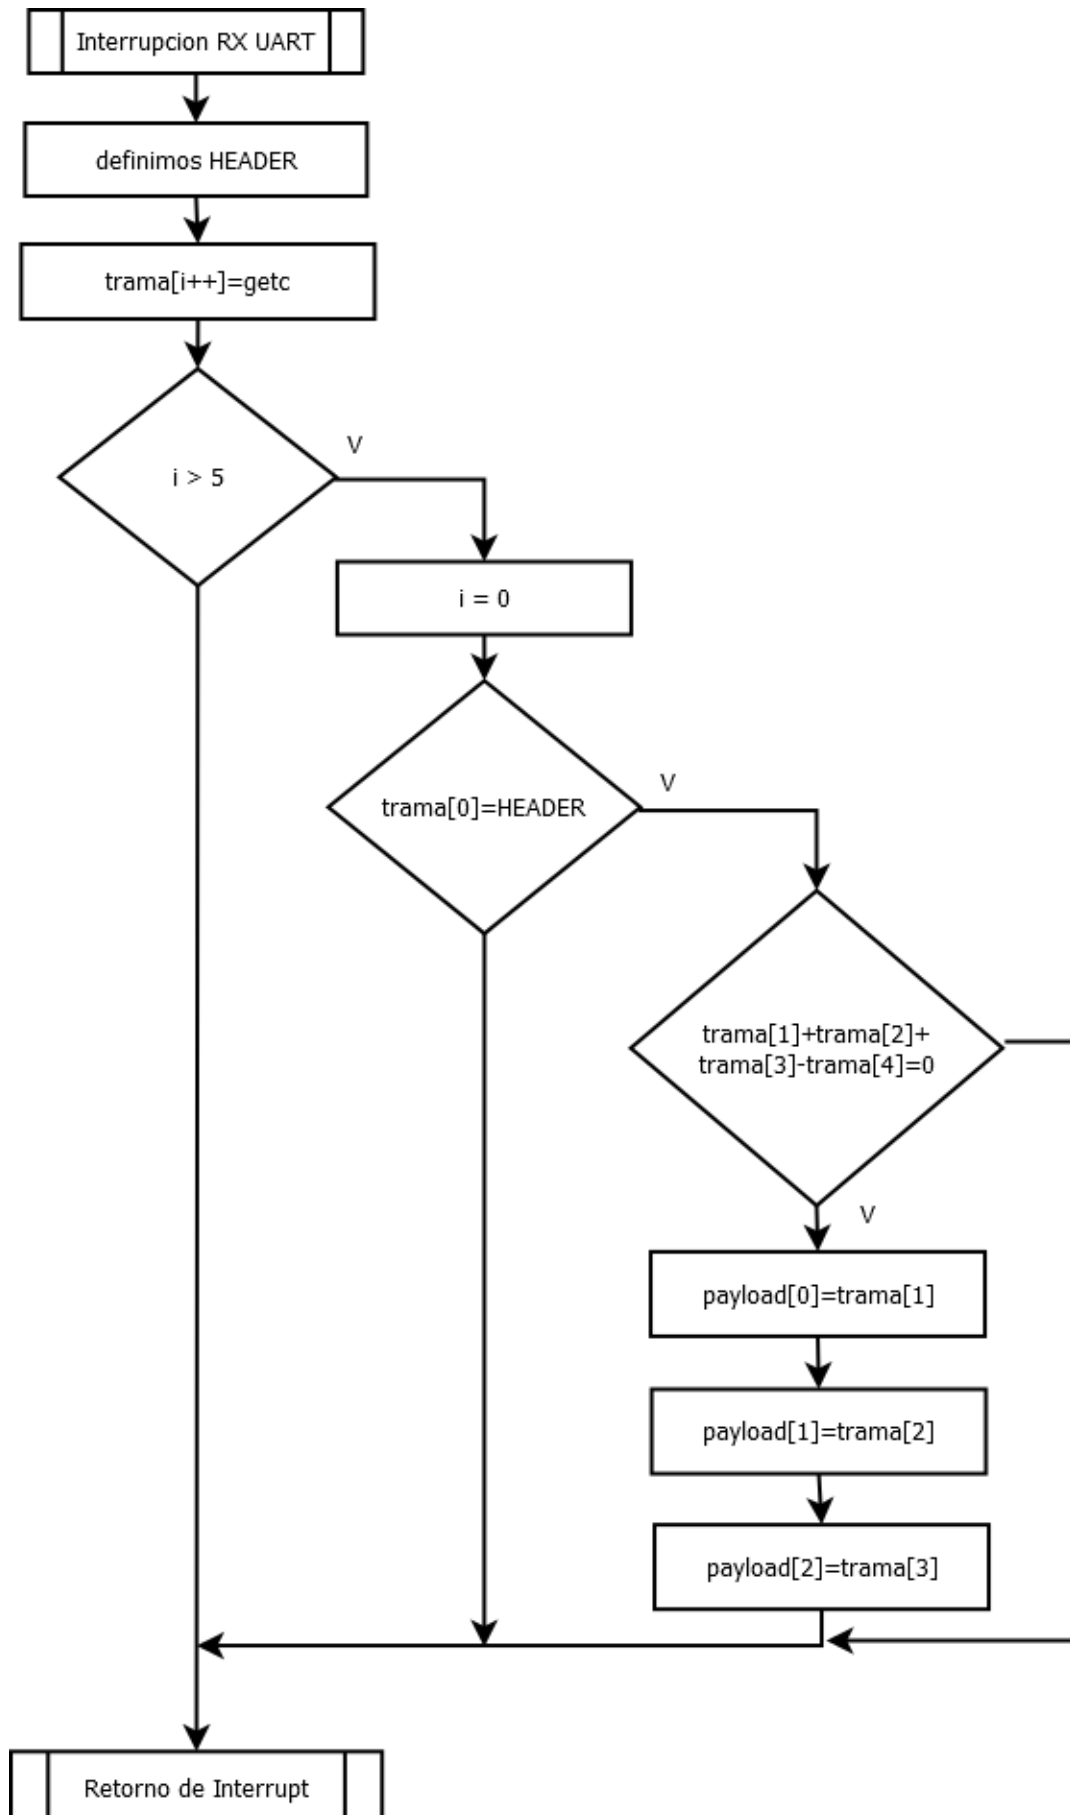 Interrupcion RX UART
definimos HEADER
trama[i++]=getc
i > 5
V
i = 0
trama[0]=HEADER
V
trama[1]+trama[2]+
trama[3]-trama[4]=0
V
payload[0]=trama[1]
payload[1]=trama[2]
payload[2]=trama[3]
Retorno de Interrupt